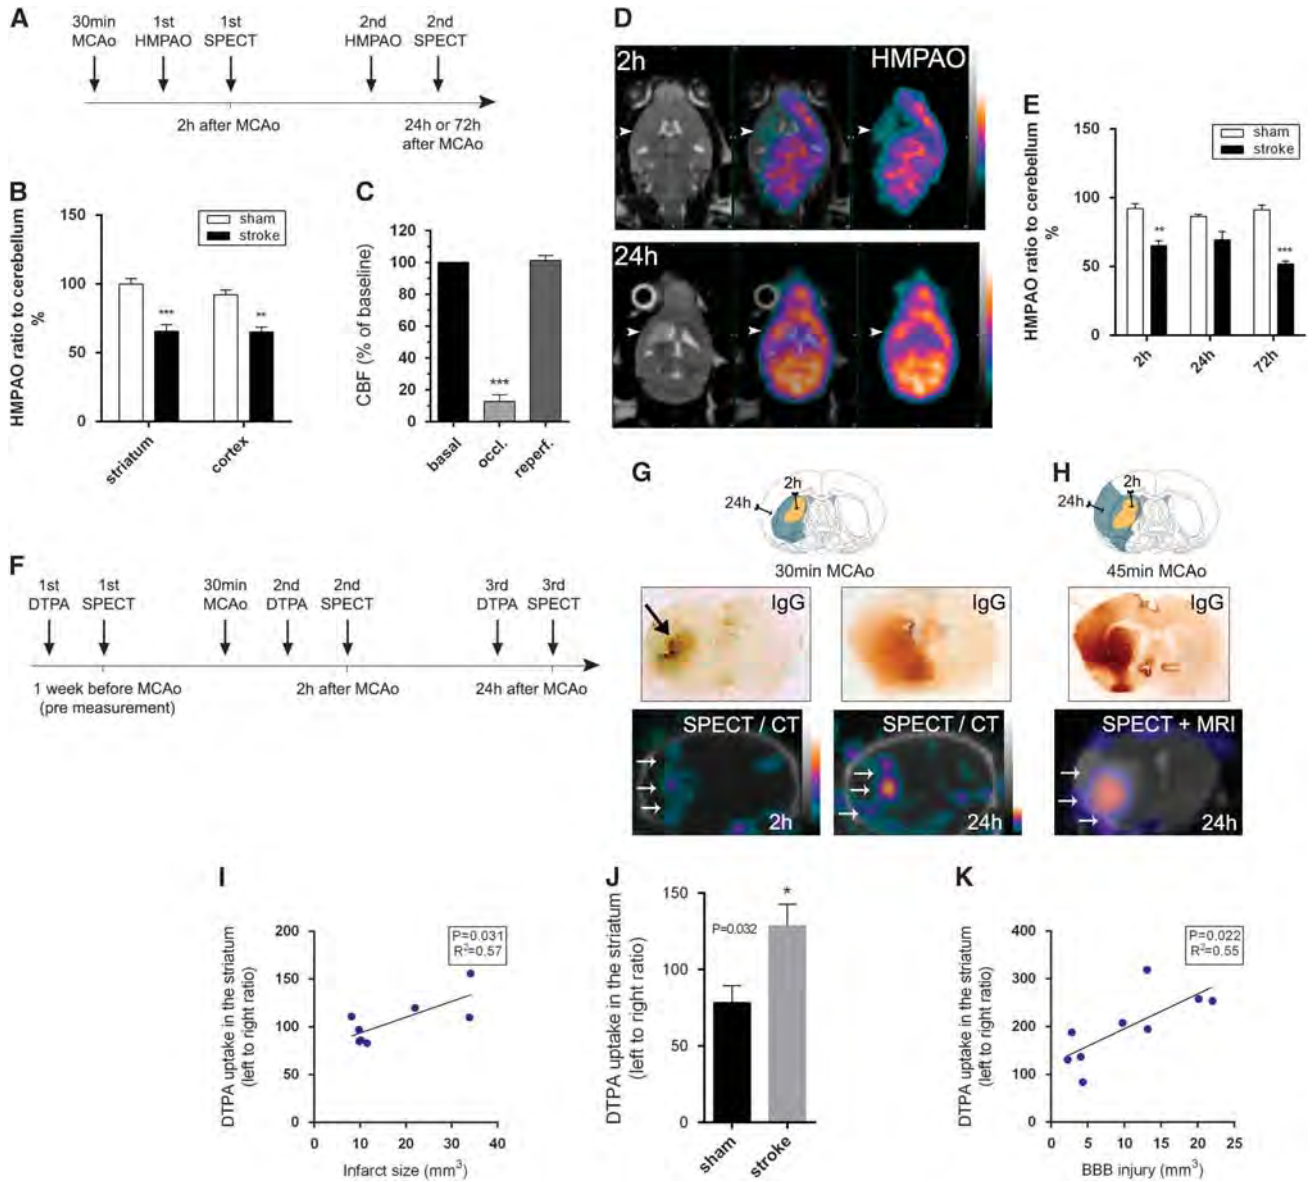 A
30min 1st 1st 2nd 2nd
MCAo HMPAO SPECT HMPAO SPECT
2h after MCAo 24h or 72h
after MCAo
B
HMPAO ratio to cerebellum
%
150
100
50
0
sham
stroke
***
**
striatum cortex
C
CBF (% of baseline)
120
100
80
60
40
20
0
***
basal occl. reperf.
D
2h HMPAO
24h
E
HMPAO ratio to cerebellum
%
150
100
50
0
sham
stroke
**
***
2h 24h 72h
F
1st 1st 30min 2nd 2nd 3rd 3rd
DTPA SPECT MCAo DTPA SPECT DTPA SPECT
1 week before MCAo 2h after MCAo 24h after MCAo
(pre measurement)
G
2h
24h
30min MCAo
IgG IgG
SPECT / CT SPECT / CT
2h 24h
H
2h
24h
45min MCAo
IgG
SPECT + MRI
24h
I
DTPA uptake in the striatum
(left to right ratio)
200
150
100
50
0
P=0.031
R²=0.57
0 10 20 30 40
Infarct size (mm³)
J
DTPA uptake in the striatum
(left to right ratio)
150
100
50
0
P=0.032
*
sham stroke
K
DTPA uptake in the striatum
(left to right ratio)
400
300
200
100
0
P=0.022
R²=0.55
0 5 10 15 20 25
BBB injury (mm³)